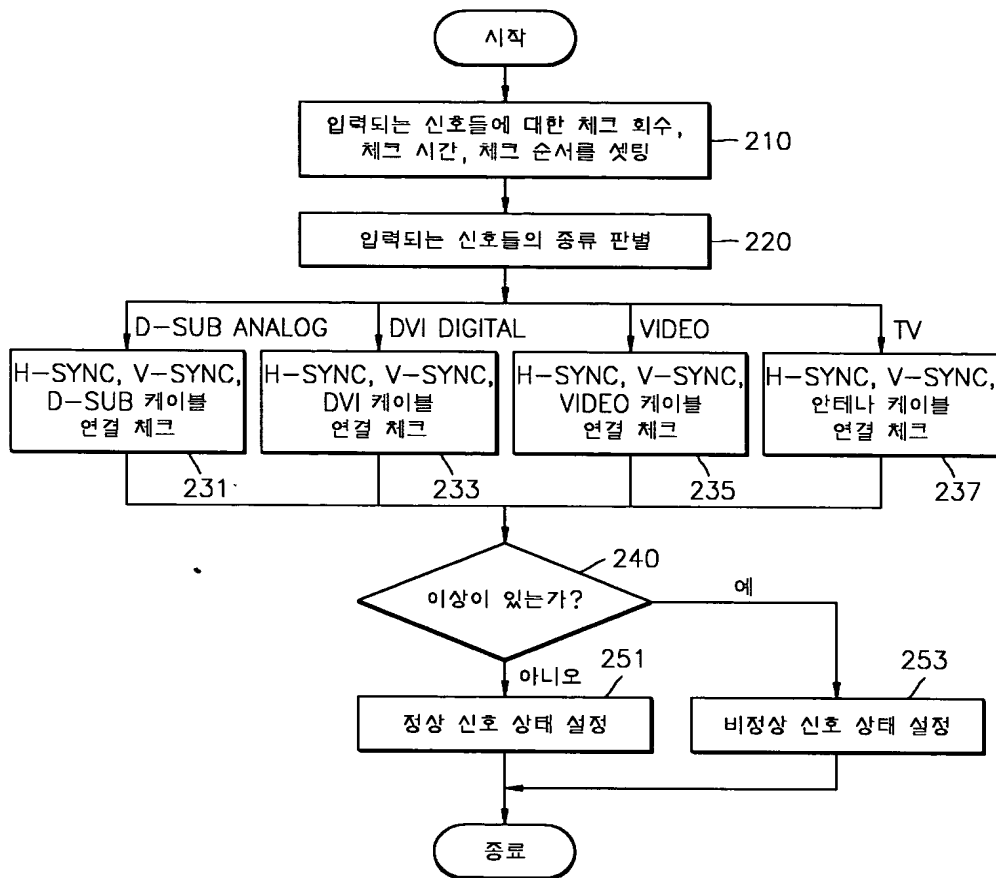 시작
입력되는 신호들에 대한 체크 회수,
체크 시간, 체크 순서를 셋팅
210
입력되는 신호들의 종류 판별
220
D-SUB ANALOG
DVI DIGITAL
VIDEO
TV
H-SYNC, V-SYNC,
D-SUB 케이블
연결 체크
H-SYNC, V-SYNC,
DVI 케이블
연결 체크
H-SYNC, V-SYNC,
VIDEO 케이블
연결 체크
H-SYNC, V-SYNC,
안테나 케이블
연결 체크
231
233
235
237
240
이상이 있는가?
예
아니오
251
253
정상 신호 상태 설정
비정상 신호 상태 설정
종료